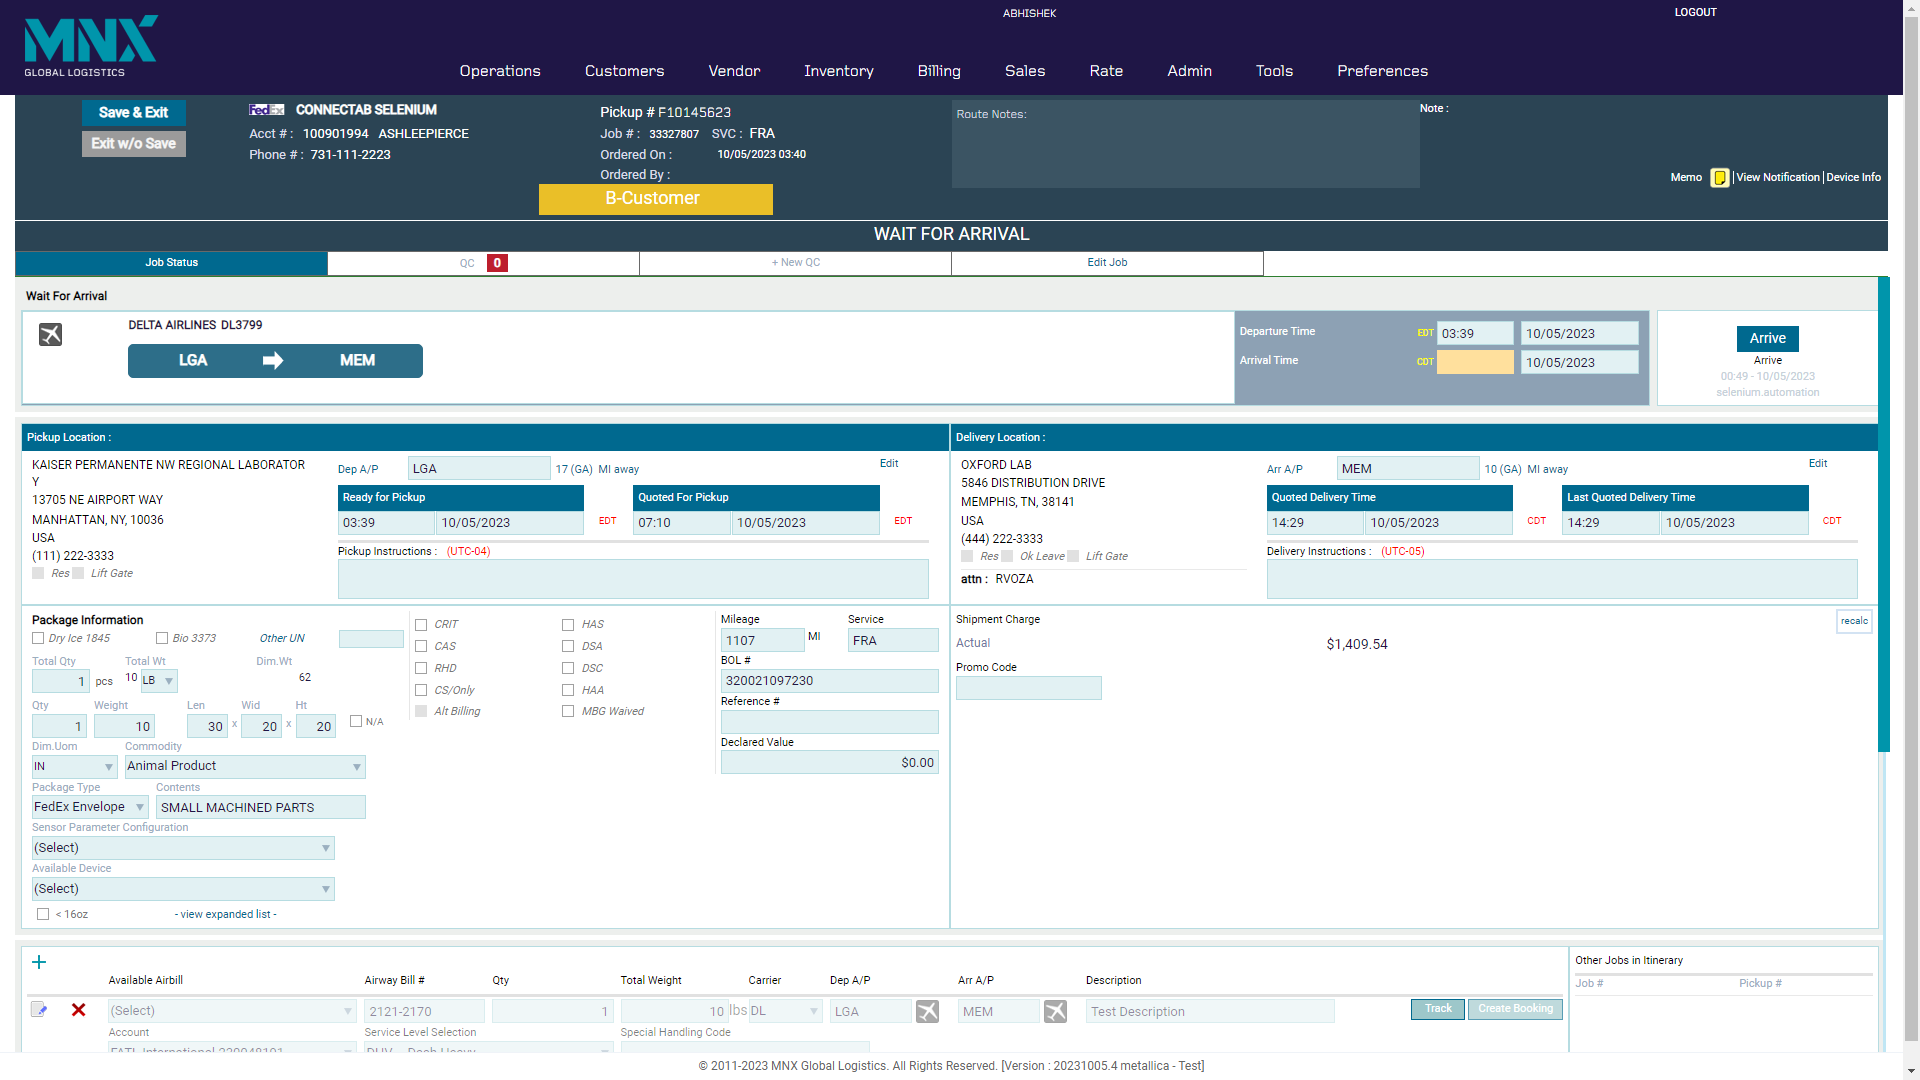 MNX
GLOBAL LOGISTICS
ABHISHEK
LOGOUT
Operations Customers Vendor Inventory Billing Sales Rate Admin Tools Preferences
Save & Exit
Exit w/o Save
FedEx CONNECTAB SELENIUM
Acct # : 100901994 ASHLEEPIERCE
Phone # : 731-111-2223
Pickup # F10145623
Job # : 33327807 SVC : FRA
Ordered On : 10/05/2023 03:40
Ordered By :
B-Customer
Route Notes:
Note :
Memo View Notification Device Info
WAIT FOR ARRIVAL
Job Status QC 0 + New QC Edit Job
Wait For Arrival
DELTA AIRLINES DL3799
LGA MEM
Departure Time EDT 03:39 10/05/2023
Arrival Time CDT 10/05/2023
Arrive
Arrive
00:49 - 10/05/2023
selenium.automation
Pickup Location :
KAISER PERMANENTE NW REGIONAL LABORATOR
Y
13705 NE AIRPORT WAY
MANHATTAN, NY, 10036
USA
(111) 222-3333
Res Lift Gate
Dep A/P LGA 17 (GA) MI away Edit
Ready for Pickup Quoted For Pickup
03:39 10/05/2023 EDT 07:10 10/05/2023 EDT
Pickup Instructions : (UTC-04)
Delivery Location :
OXFORD LAB
5846 DISTRIBUTION DRIVE
MEMPHIS, TN, 38141
USA
(444) 222-3333
Res Ok Leave Lift Gate
attn : RVOZA
Arr A/P MEM 10 (GA) MI away Edit
Quoted Delivery Time Last Quoted Delivery Time
14:29 10/05/2023 CDT 14:29 10/05/2023 CDT
Delivery Instructions : (UTC-05)
Package Information
Dry Ice 1845 Bio 3373 Other UN
Total Qty Total Wt Dim.Wt
1 pcs 10 LB 62
Qty Weight Len Wid Ht
1 10 30 x 20 x 20 N/A
Dim.Uom Commodity
IN Animal Product
Package Type Contents
FedEx Envelope SMALL MACHINED PARTS
Sensor Parameter Configuration
(Select)
Available Device
(Select)
< 16oz - view expanded list -
CRIT HAS
CAS DSA
RHD DSC
CS/Only HAA
Alt Billing MBG Waived
Mileage Service
1107 MI FRA
BOL #
320021097230
Reference #
Declared Value
$0.00
Shipment Charge recalc
Actual $1,409.54
Promo Code
Available Airbill Airway Bill # Qty Total Weight Carrier Dep A/P Arr A/P Description
(Select) 2121-2170 1 10 lbs DL LGA MEM Test Description Track Create Booking
Account Service Level Selection Special Handling Code
Other Jobs in Itinerary
Job # Pickup #
© 2011-2023 MNX Global Logistics. All Rights Reserved. [Version : 20231005.4 metallica - Test]